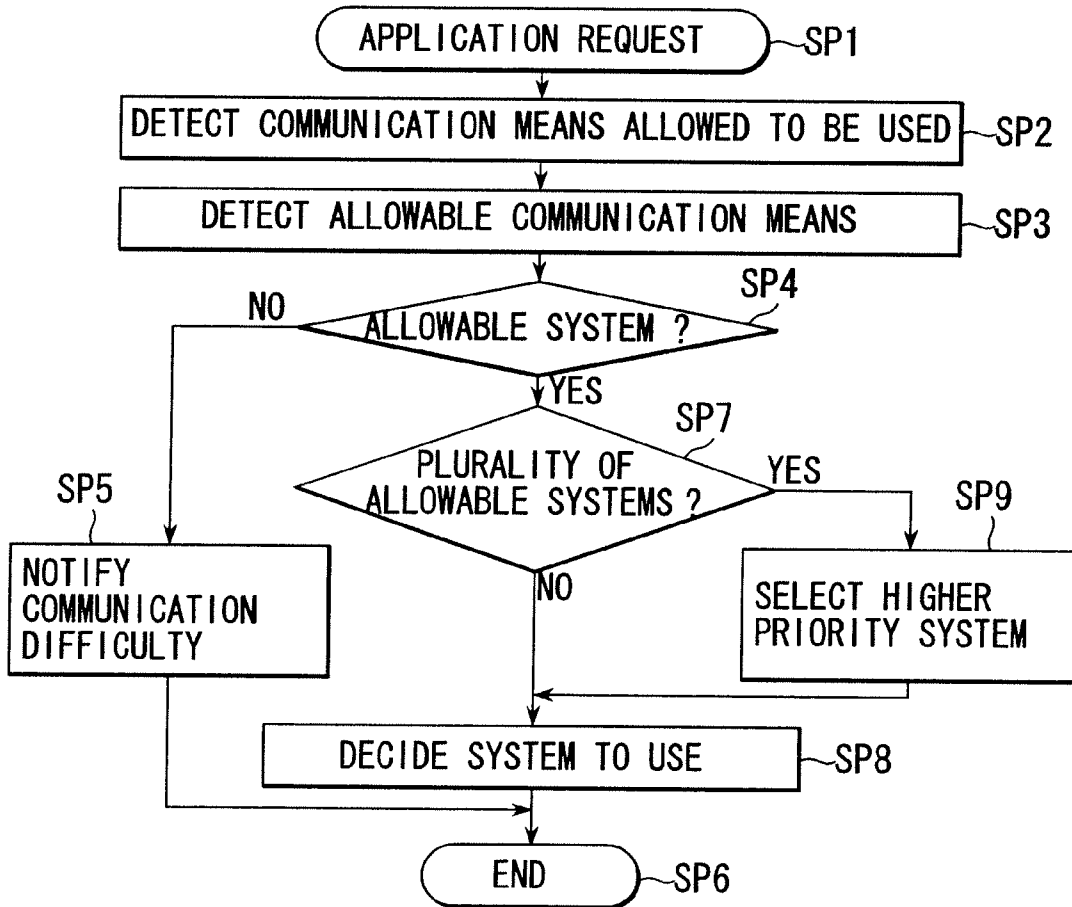 APPLICATION REQUEST
SP1
DETECT COMMUNICATION MEANS ALLOWED TO BE USED
SP2
DETECT ALLOWABLE COMMUNICATION MEANS
SP3
SP4
NO
ALLOWABLE SYSTEM ?
YES
SP7
PLURALITY OF
ALLOWABLE SYSTEMS ?
YES
NO
SP5
NOTIFY
COMMUNICATION
DIFFICULTY
SP9
SELECT HIGHER
PRIORITY SYSTEM
DECIDE SYSTEM TO USE
SP8
END
SP6